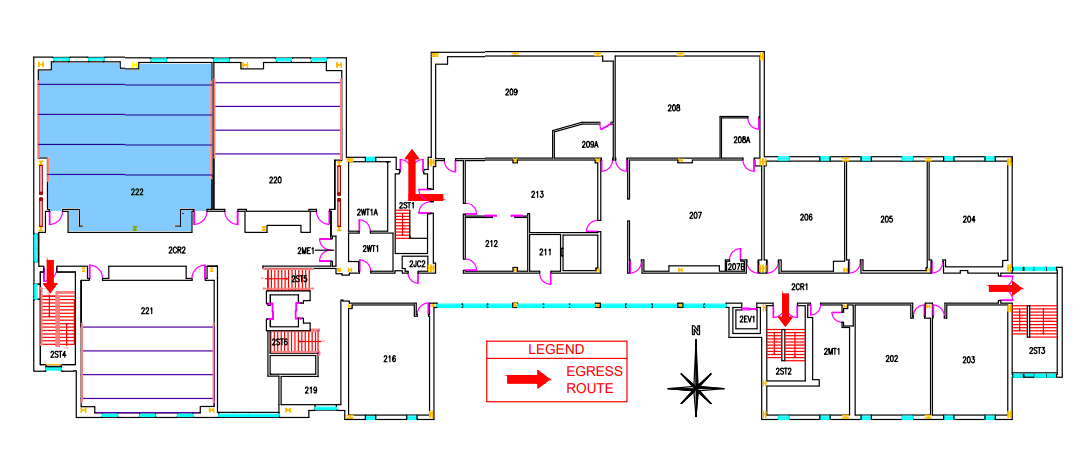 209
208
208A
209A
222
220
213
2WT1A
2ST1
207
206
205
204
2CR2
2ME1
2WT1
212
211
2JC2
207B
2ST5
2CR1
221
2EV1
N
2ST4
2ST6
216
LEGEND
EGRESS
ROUTE
2ST2
2MT1
202
203
2ST3
219